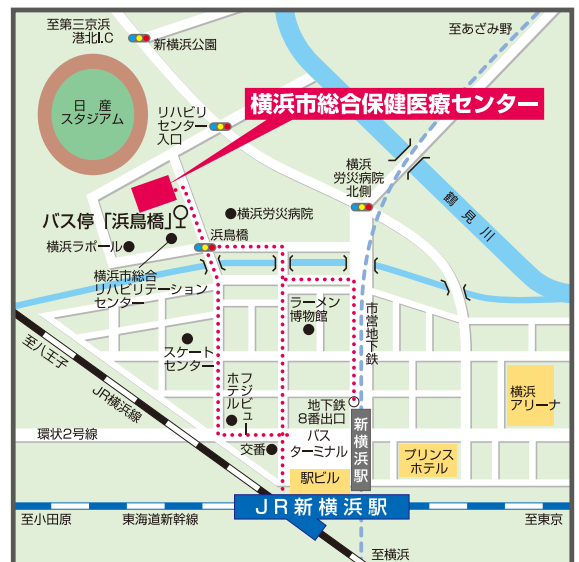 至第三京浜
港北I.C
新横浜公園
至あざみ野
日産
スタジアム
リハビリ
センター
入口
横浜市総合保健医療センター
横浜
労災病院
北側
鶴見川
バス停「浜鳥橋」
横浜労災病院
浜鳥橋
横浜ラポール
横浜市総合
リハビリテーション
センター
ラーメン
博物館
市営地下鉄
スケート
センター
至八王子
JR横浜線
ホテル
フジビュー
地下鉄
8番出口
横浜
アリーナ
環状2号線
バス
ターミナル
新横浜駅
交番
プリンス
ホテル
駅ビル
JR新横浜駅
至小田原
東海道新幹線
至東京
至横浜